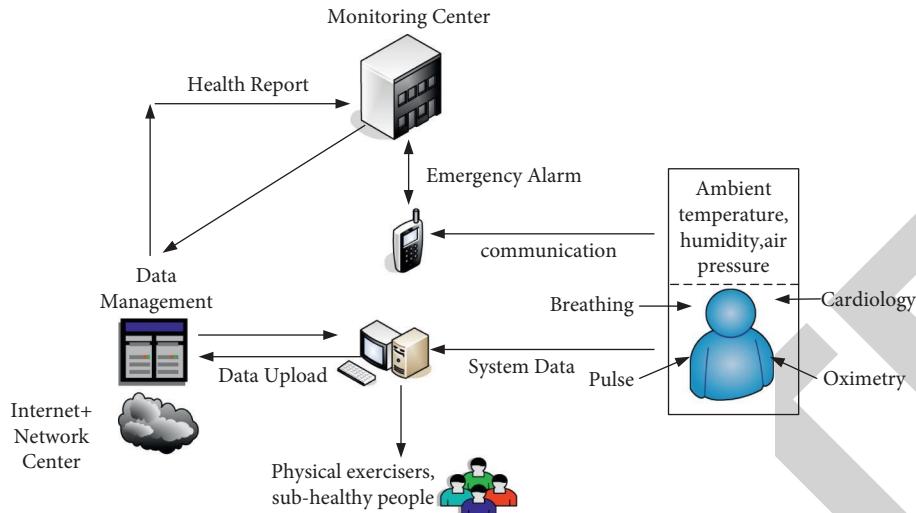 Monitoring Center
Health Report
Emergency Alarm
Ambient
temperature,
humidity,air
pressure
communication
Data
Management
Breathing
Cardiology
System Data
Data Upload
Pulse
Oximetry
Internet+
Network
Center
Physical exercisers,
sub-healthy people